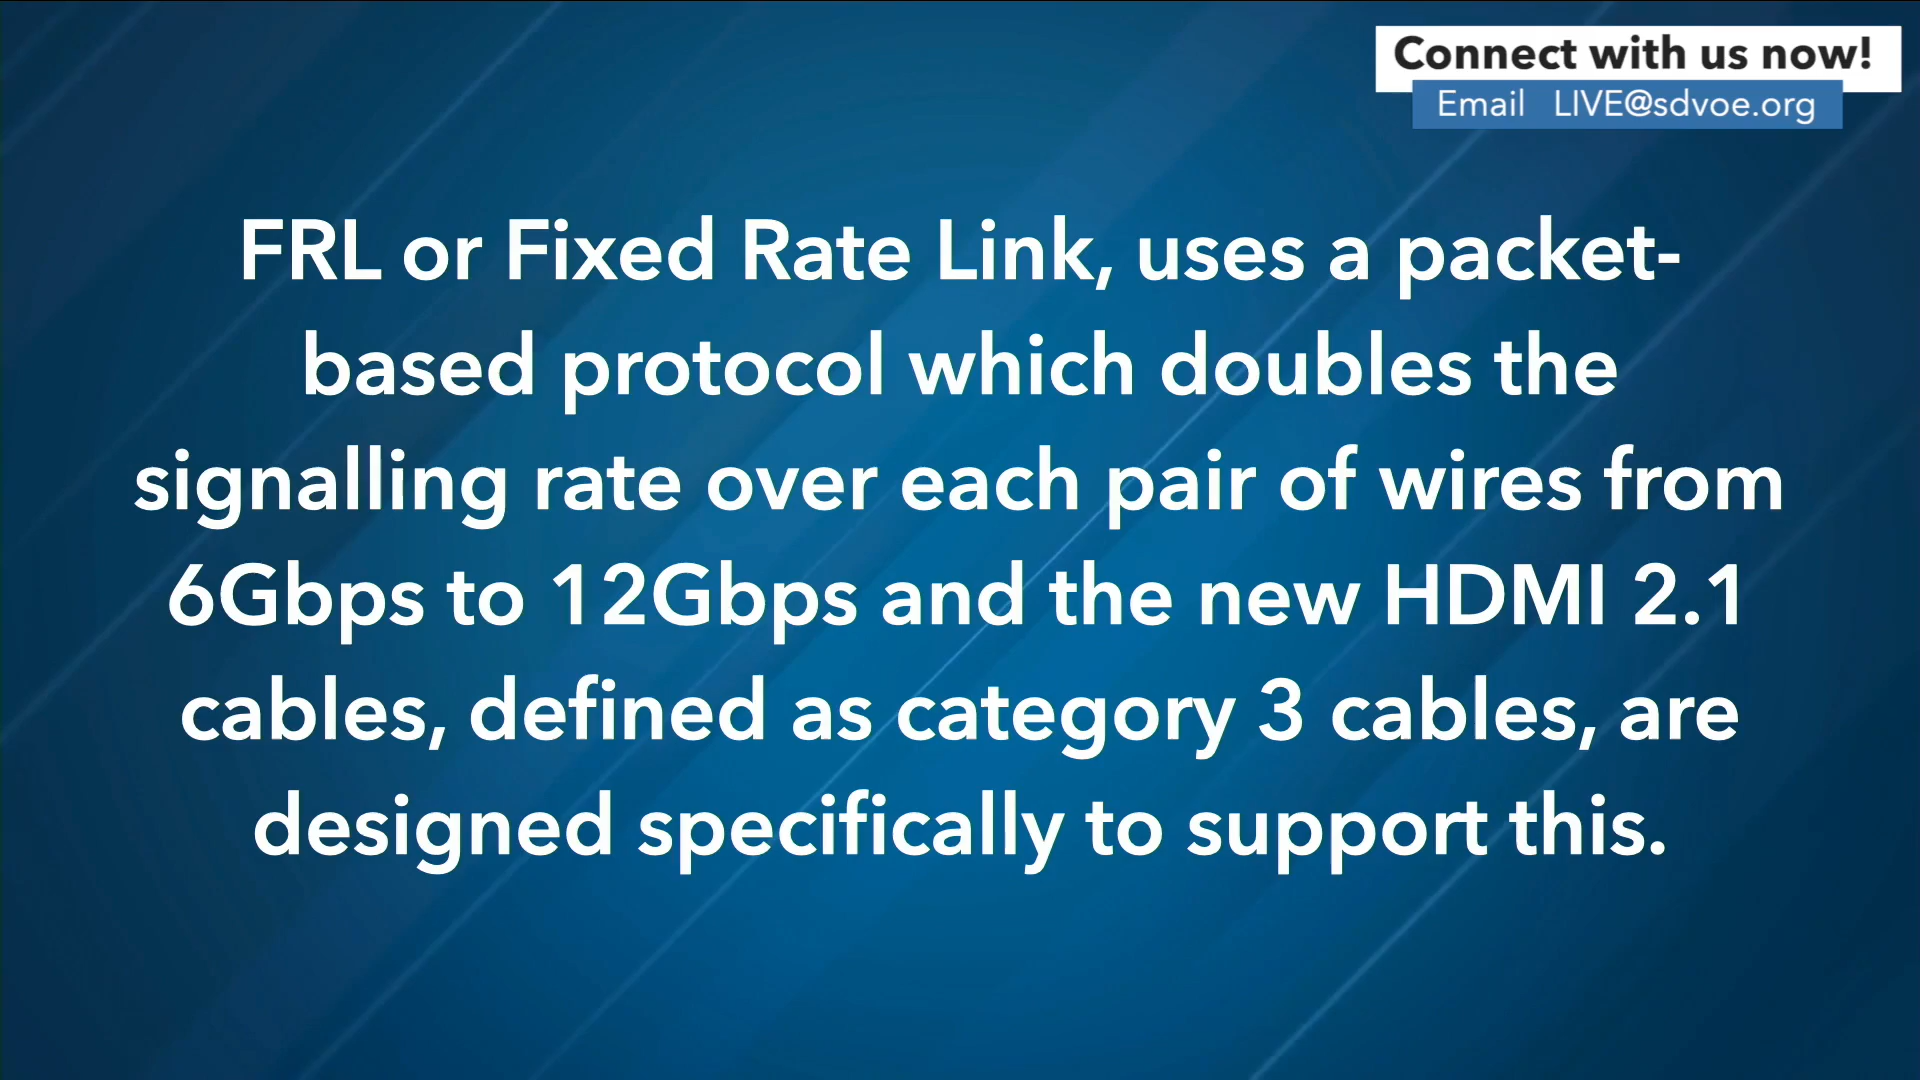 Connect with us now!
Email LIVE@sdvoe.org
FRL or Fixed Rate Link, uses a packet-
based protocol which doubles the
signalling rate over each pair of wires from
6Gbps to 12Gbps and the new HDMI 2.1
cables, defined as category 3 cables, are
designed specifically to support this.